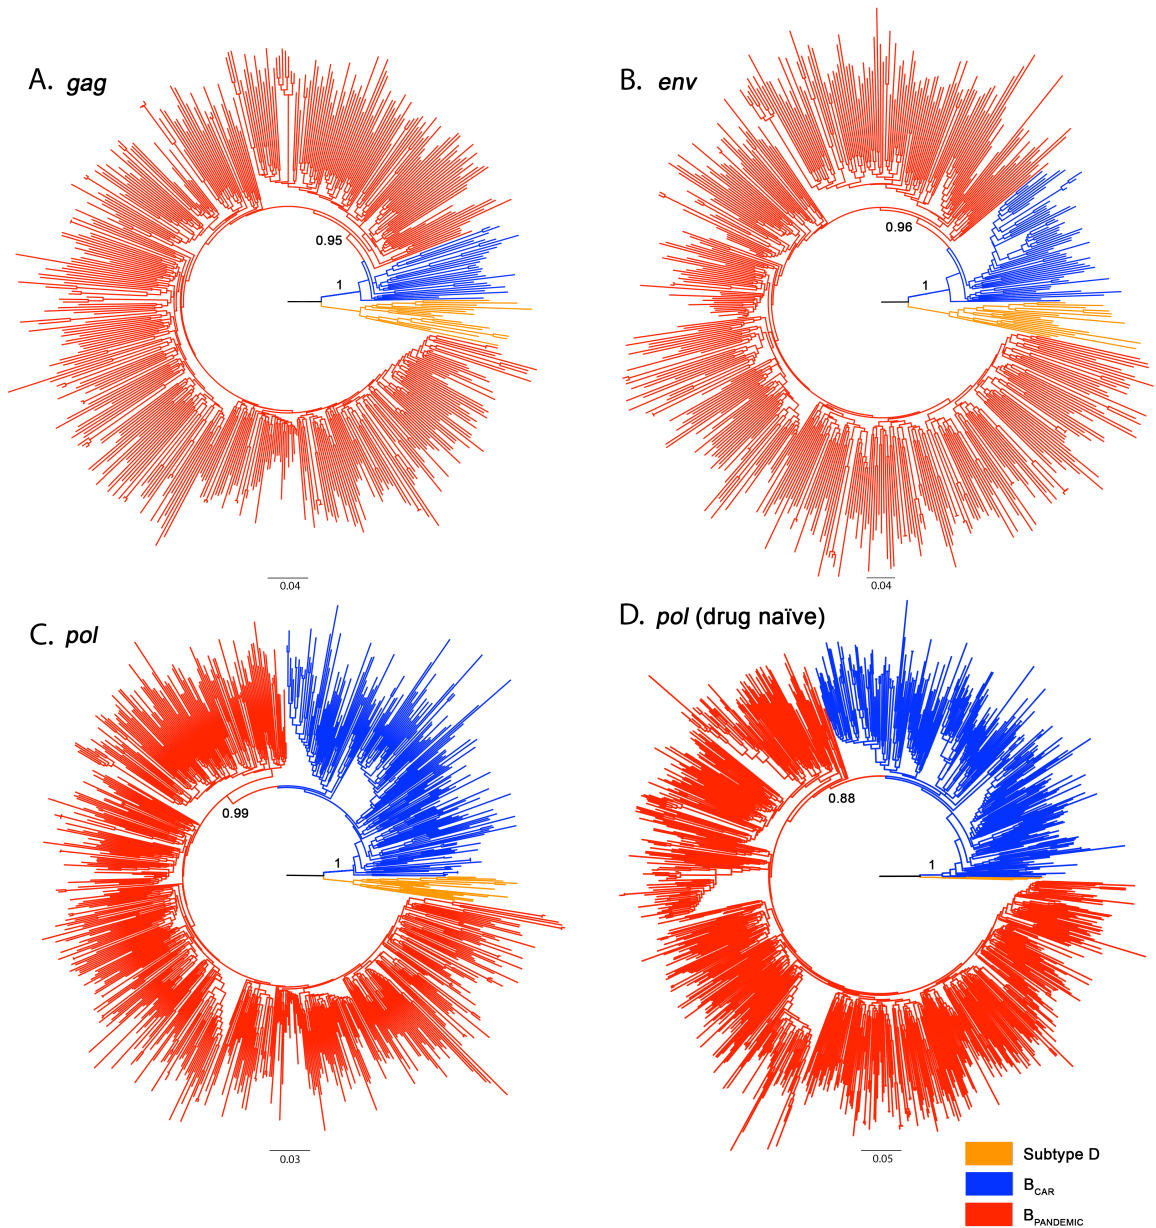 A. gag
B. env
0.95
1
0.96
1
0.04
0.04
C. pol
D. pol (drug naïve)
0.99
1
0.88
1
0.03
0.05
Subtype D
BCAR
BPANDEMIC